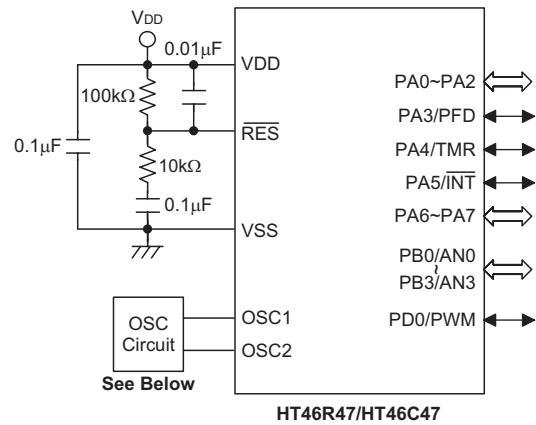 VDD
0.01μF
VDD
PA0~PA2
100kΩ
PA3/PFD
RES
PA4/TMR
0.1μF
10kΩ
PA5/INT
0.1μF
PA6~PA7
VSS
PB0/AN0
~
PB3/AN3
OSC
Circuit
OSC1
OSC2
PD0/PWM
See Below
HT46R47/HT46C47